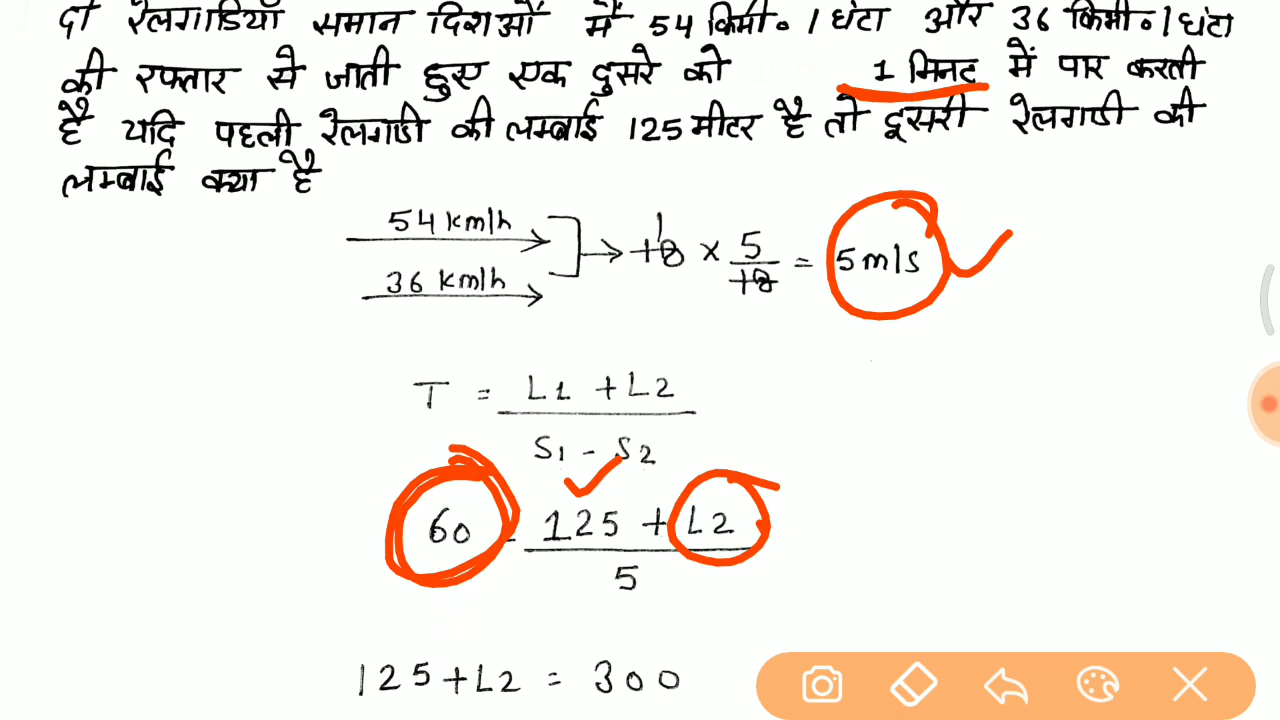 दो रेलगाडियाँ समान दिशाओं में 54 किमी०/घंटा और 36 किमी०/घंटा
की रफ्तार से जाती हुए एक दुसरे को 1 मिनट में पार करती
है यदि पहली रेलगाडी की लम्बाई 125 मीटर है तो दूसरी रेलगाडी की
लम्बाई क्या है
54 km/h
36 km/h
18 × 5/18 = 5m/s
1
T = L1 + L2
S1 - S2
60 = 125 + L2
5
125 + L2 = 300